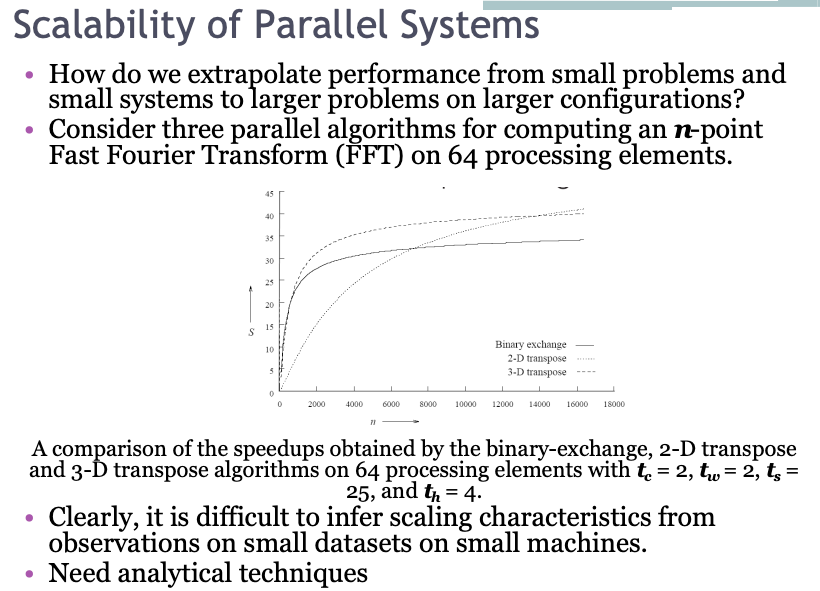 Scalability of Parallel Systems
• How do we extrapolate performance from small problems and
small systems to larger problems on larger configurations?
• Consider three parallel algorithms for computing an n-point
Fast Fourier Transform (FFT) on 64 processing elements.
45
40
35
30
25
20
15
10
5
0
S
Binary exchange
2-D transpose
3-D transpose
0 2000 4000 6000 8000 10000 12000 14000 16000 18000
n
A comparison of the speedups obtained by the binary-exchange, 2-D transpose
and 3-D transpose algorithms on 64 processing elements with tc = 2, tw = 2, ts =
25, and th = 4.
• Clearly, it is difficult to infer scaling characteristics from
observations on small datasets on small machines.
• Need analytical techniques